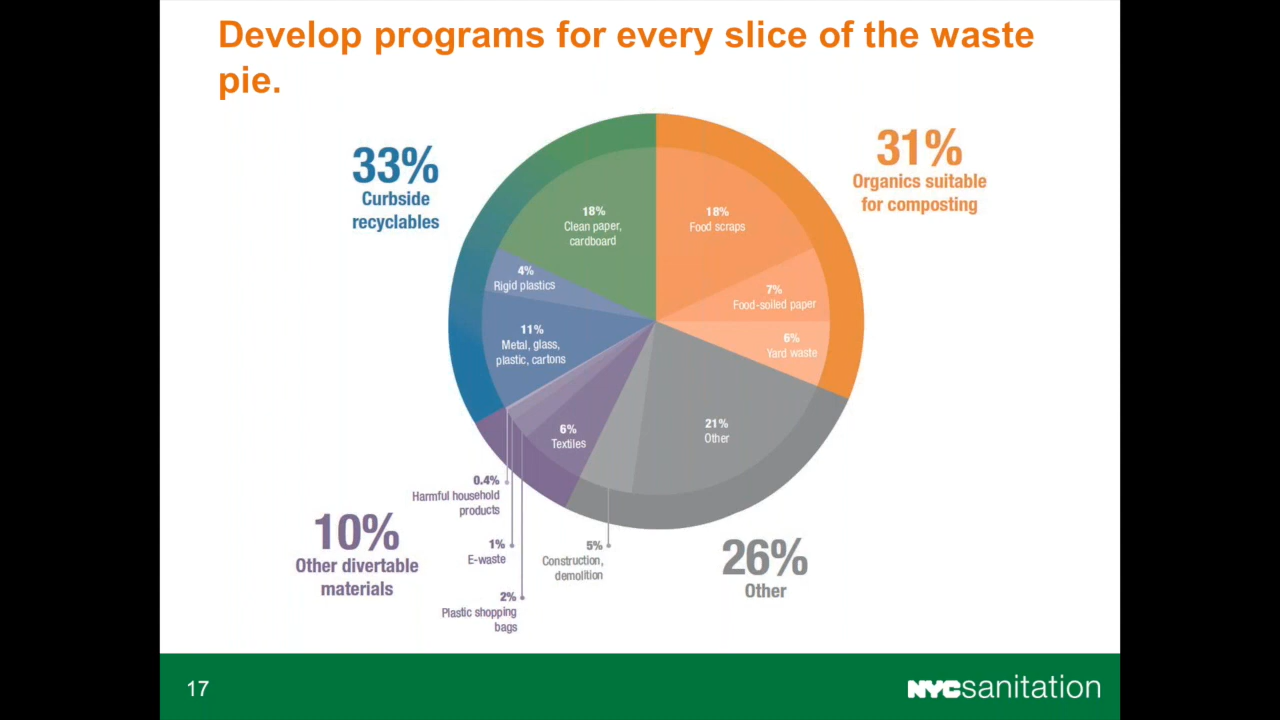 Develop programs for every slice of the waste
pie.
33%
Curbside
recyclables
31%
Organics suitable
for composting
18%
Clean paper,
cardboard
18%
Food scraps
4%
Rigid plastics
7%
Food-soiled paper
11%
Metal, glass,
plastic, cartons
6%
Yard waste
6%
Textiles
21%
Other
0.4%
Harmful household
products
10%
Other divertable
materials
1%
E-waste
5%
Construction,
demolition
26%
Other
2%
Plastic shopping
bags
17
NYCsanitation